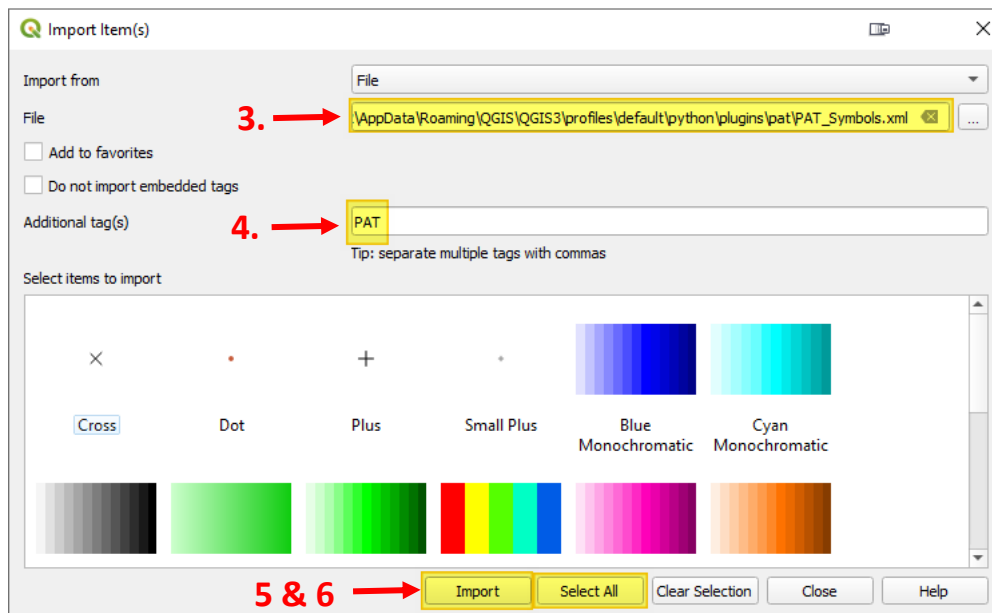 Import Item(s)
Import from
File
File
3.
:\AppData\Roaming\QGIS\QGIS3\profiles\default\python\plugins\pat\PAT_Symbols.xml
...
Add to favorites
Do not import embedded tags
Additional tag(s)
4.
PAT
Tip: separate multiple tags with commas
Select items to import
Cross
Dot
Plus
Small Plus
Blue
Monochromatic
Cyan
Monochromatic
5 & 6
Import
Select All
Clear Selection
Close
Help